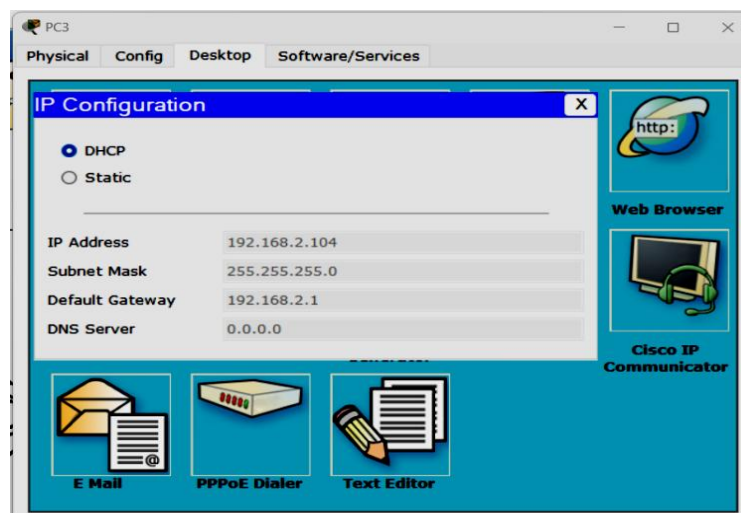 PC3
Physical Config Desktop Software/Services
IP Configuration X
http:
DHCP
Static
Web Browser
IP Address 192.168.2.104
Subnet Mask 255.255.255.0
Default Gateway 192.168.2.1
DNS Server 0.0.0.0
Cisco IP
Communicator
@
E Mail PPPoE Dialer Text Editor